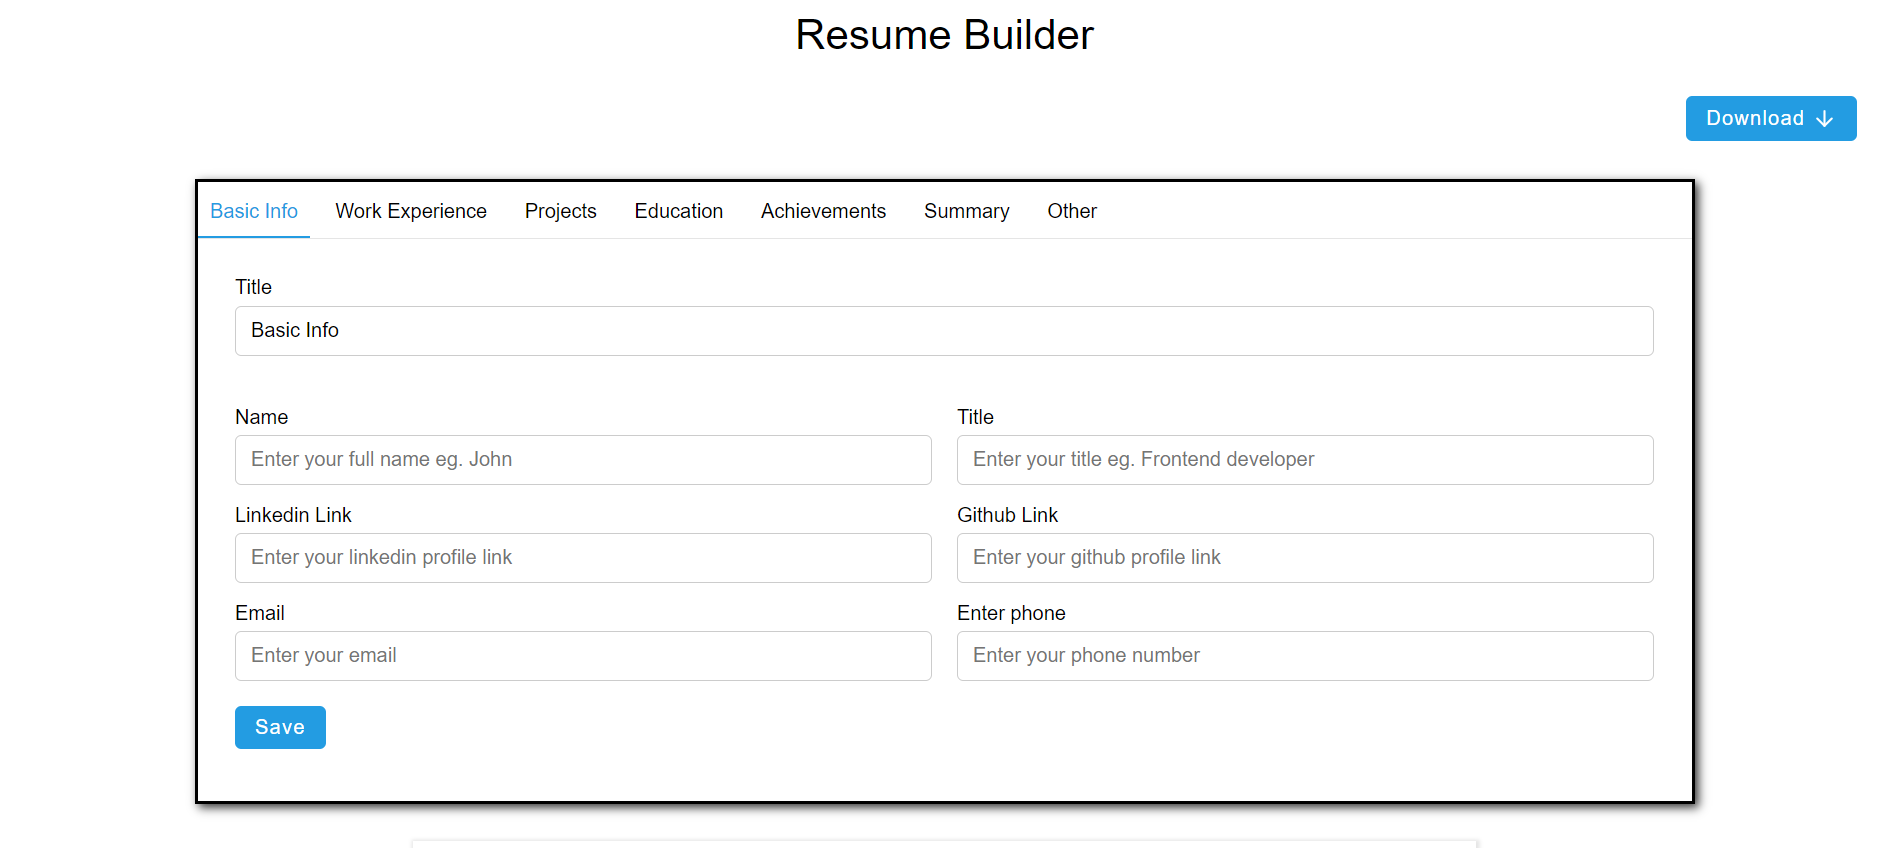 Resume Builder
Download
Basic Info Work Experience Projects Education Achievements Summary Other
Title
Basic Info
Name Title
Enter your full name eg. John Enter your title eg. Frontend developer
Linkedin Link Github Link
Enter your linkedin profile link Enter your github profile link
Email Enter phone
Enter your email Enter your phone number
Save